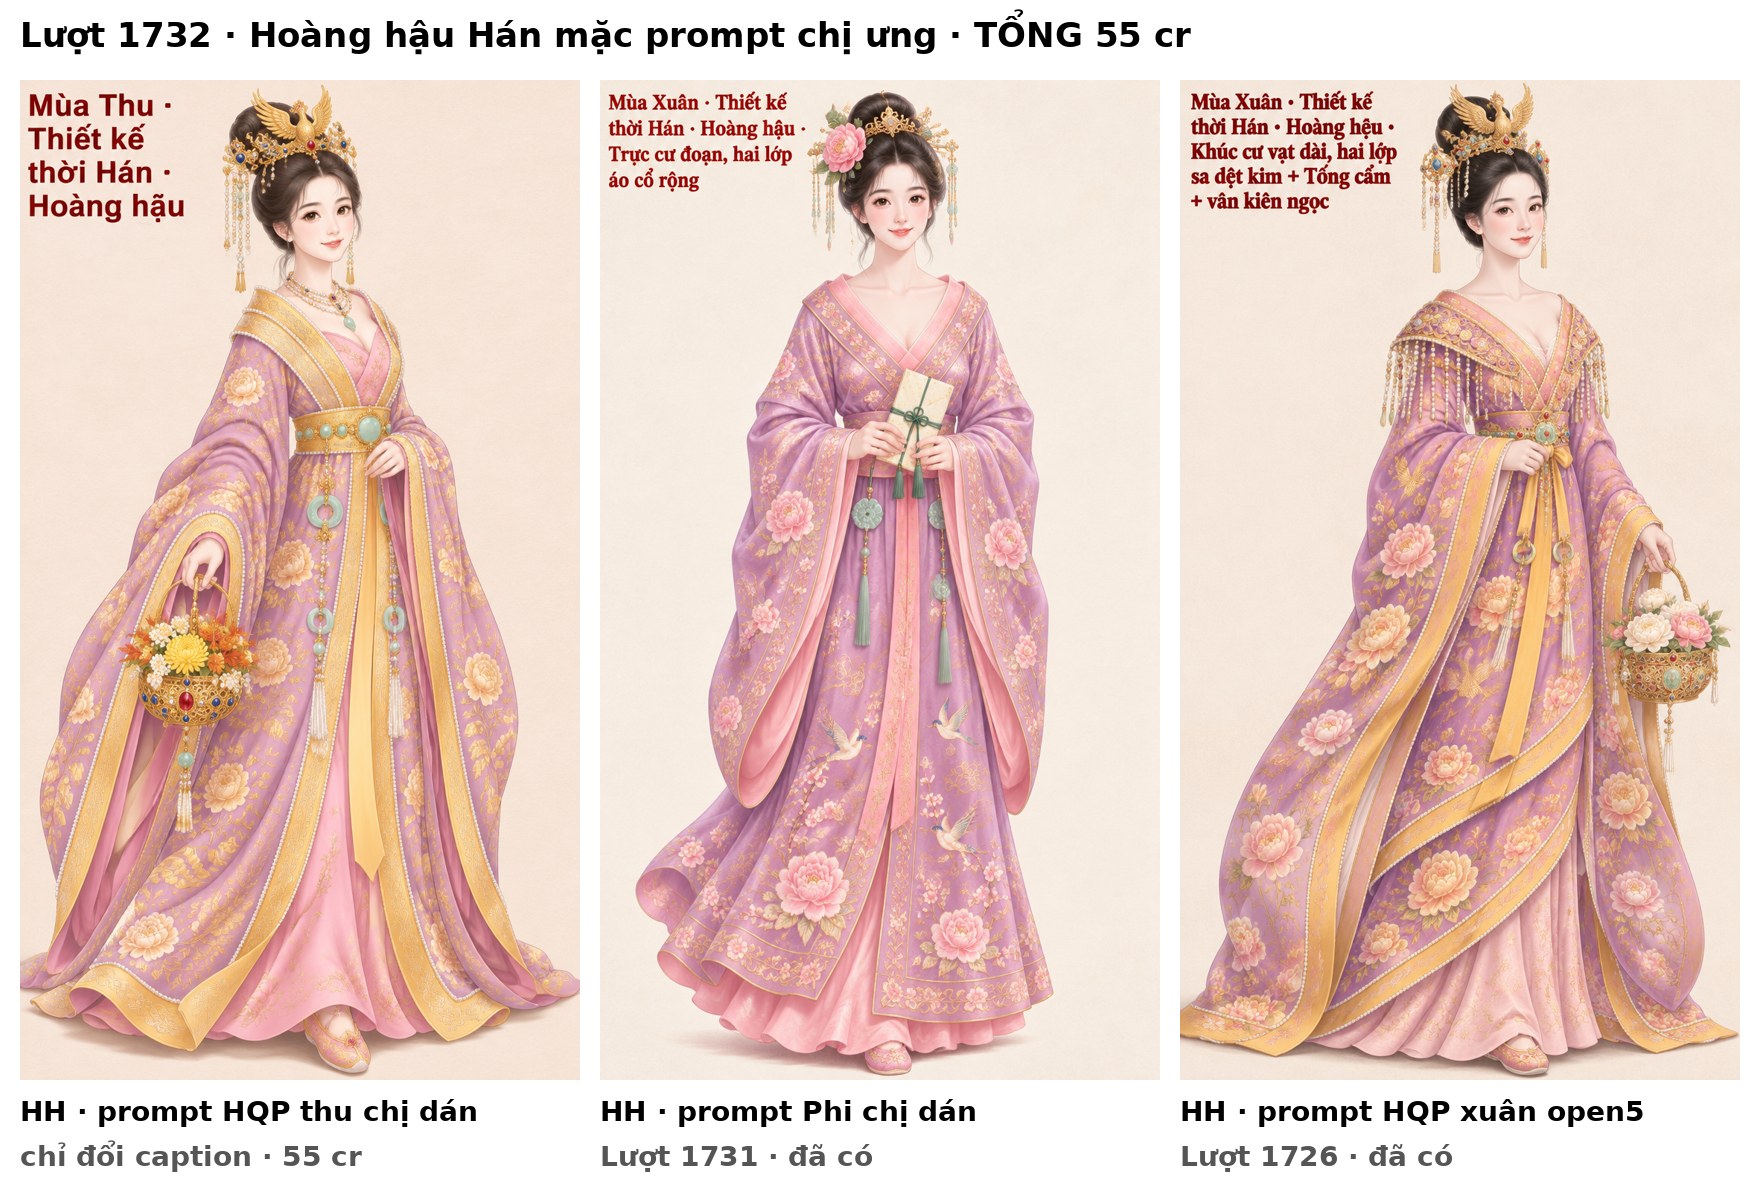 Lượt 1732 · Hoàng hậu Hán mặc prompt chị ưng · TỔNG 55 cr
Mùa Thu ·
Thiết kế
thời Hán ·
Hoàng hậu
Mùa Xuân · Thiết kế
thời Hán · Hoàng hậu ·
Trực cư đoạn, hai lớp
áo cổ rộng
Mùa Xuân · Thiết kế
thời Hán · Hoàng hệu ·
Khúc cư vạt dài, hai lớp
sa dệt kim + Tống cẩm
+ vân kiên ngọc
HH · prompt HQP thu chị dán
chỉ đổi caption · 55 cr
HH · prompt Phi chị dán
Lượt 1731 · đã có
HH · prompt HQP xuân open5
Lượt 1726 · đã có